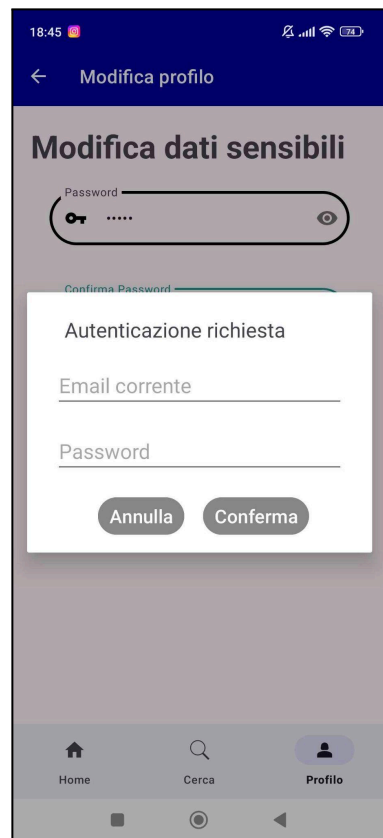 18:45
74
Modifica profilo
Modifica dati sensibili
Password
•••••
Confirma Password
Autenticazione richiesta
Email corrente
Password
Annulla
Conferma
Home
Cerca
Profilo